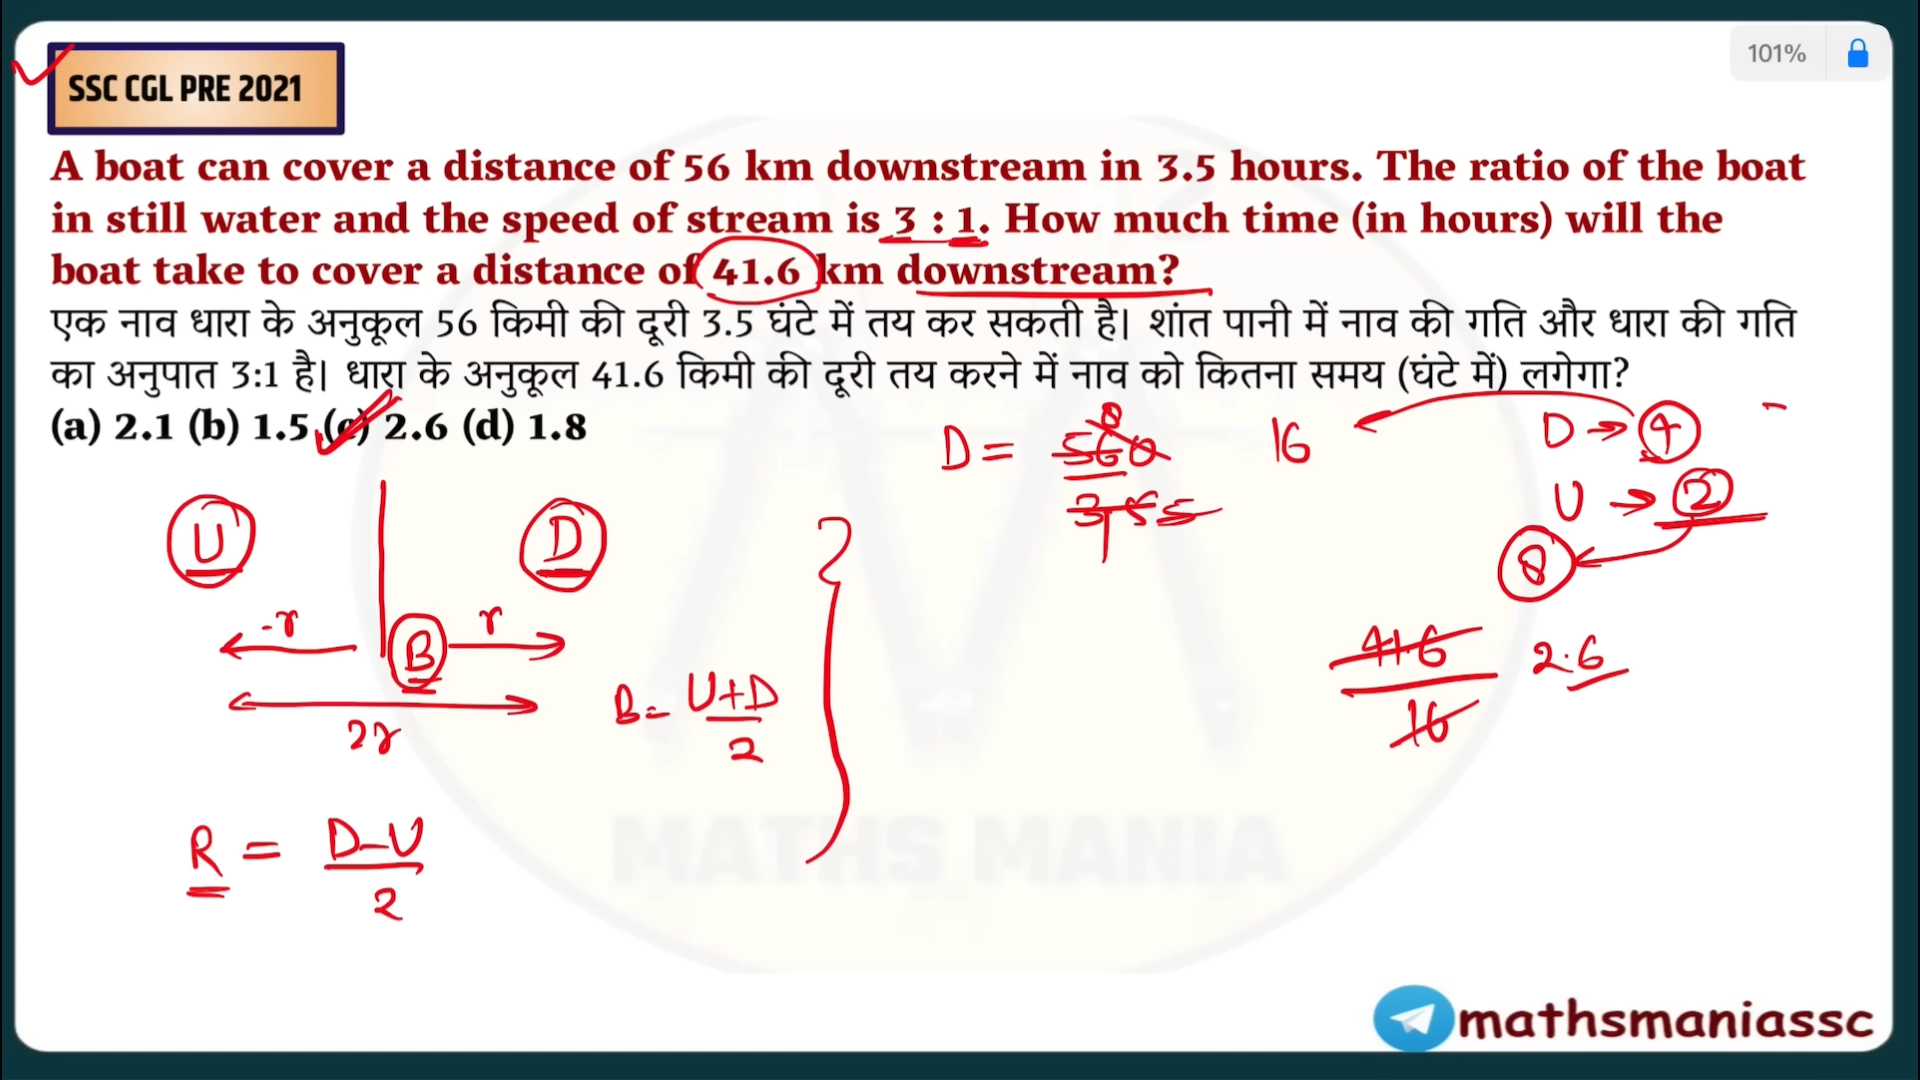 101%
SSC CGL PRE 2021
A boat can cover a distance of 56 km downstream in 3.5 hours. The ratio of the boat
in still water and the speed of stream is 3 : 1. How much time (in hours) will the
boat take to cover a distance of 41.6 km downstream?
एक नाव धारा के अनुकूल 56 किमी की दूरी 3.5 घंटे में तय कर सकती है। शांत पानी में नाव की गति और धारा की गति
का अनुपात 3:1 है। धारा के अनुकूल 41.6 किमी की दूरी तय करने में नाव को कितना समय (घंटे में) लगेगा?
(a) 2.1 (b) 1.5 (c) 2.6 (d) 1.8
D = 560 8 16 D → 4
35 5 U → 2
U D 8
-r B r
41.6 2.6
16
2r B = U+D
2
R = D-U
2
MATHS MANIA
mathsmaniassc